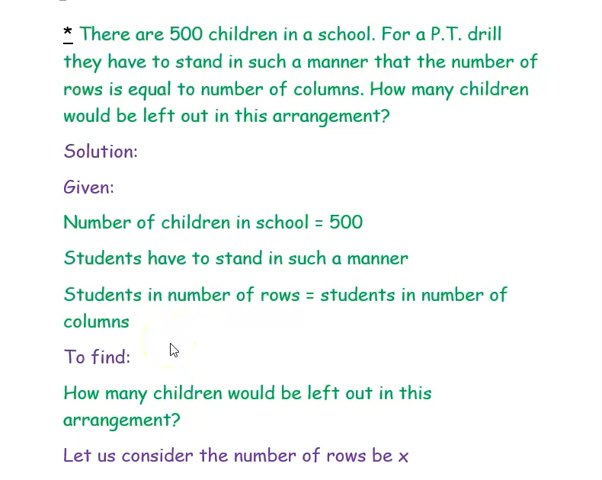 * There are 500 children in a school. For a P.T. drill
they have to stand in such a manner that the number of
rows is equal to number of columns. How many children
would be left out in this arrangement?
Solution:
Given:
Number of children in school = 500
Students have to stand in such a manner
Students in number of rows = students in number of
columns
To find:
How many children would be left out in this
arrangement?
Let us consider the number of rows be x